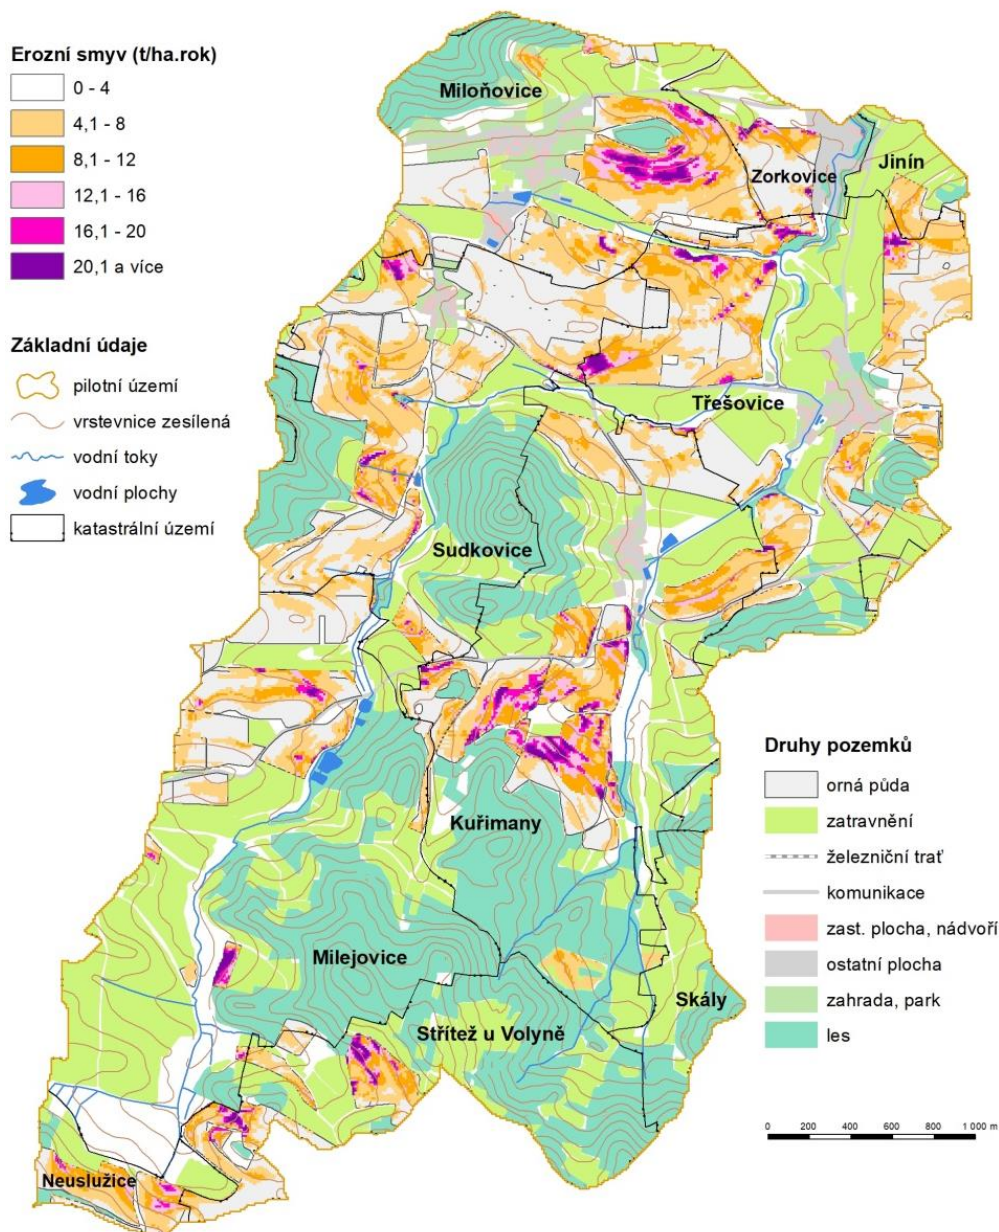 Erozní smyv (t/ha.rok)
0 - 4
4,1 - 8
8,1 - 12
12,1 - 16
16,1 - 20
20,1 a více
Základní údaje
pilotní území
vrstevnice zesílená
vodní toky
vodní plochy
katastrální území
Miloňovice
Jinín
Zorkovice
Třešovice
Sudkovice
Kuřimany
Milejovice
Skály
Střítež u Volyně
Neuslužice
Druhy pozemků
orná půda
zatravnění
železniční trať
komunikace
zast. plocha, nádvoří
ostatní plocha
zahrada, park
les
0 200 400 600 800 1 000 m